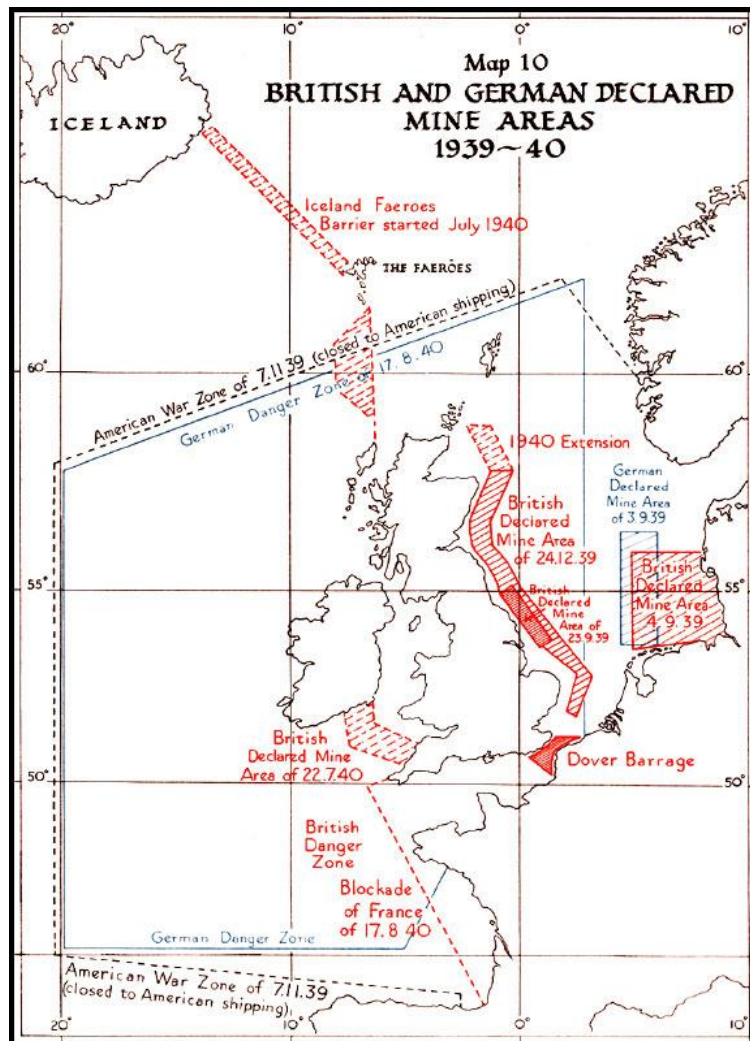 20°
10°
0°
10°
Map 10
BRITISH AND GERMAN DECLARED
MINE AREAS
1939~40
ICELAND
Iceland Faeroes
Barrier started July 1940
THE FAERÖES
American War Zone of 7.11.39 (closed to American shipping)
German Danger Zone of 17.8.40
60°
1940 Extension
German
Declared
Mine Area
of 3.9.39
British
Declared
Mine Area
of 24.12.39
British
Declared
Mine Area
4.9.39
55°
British
Declared
Mine
Area of
23.9.39
British
Declared Mine
Area of 22.7.40
Dover Barrage
50°
50°
British
Danger
Zone
Blockade
of France
of 17.8.40
German Danger Zone
American War Zone of 7.11.39
(closed to American shipping)
20°
10°
0°
10°